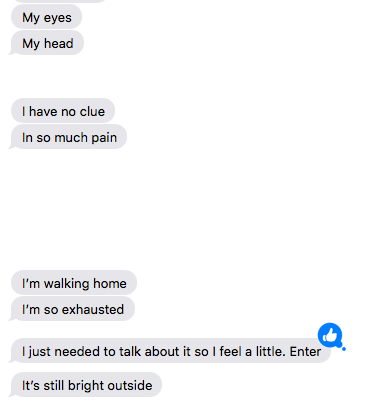 My eyes
My head
I have no clue
In so much pain
I'm walking home
I'm so exhausted
I just needed to talk about it so I feel a little. Enter
It's still bright outside